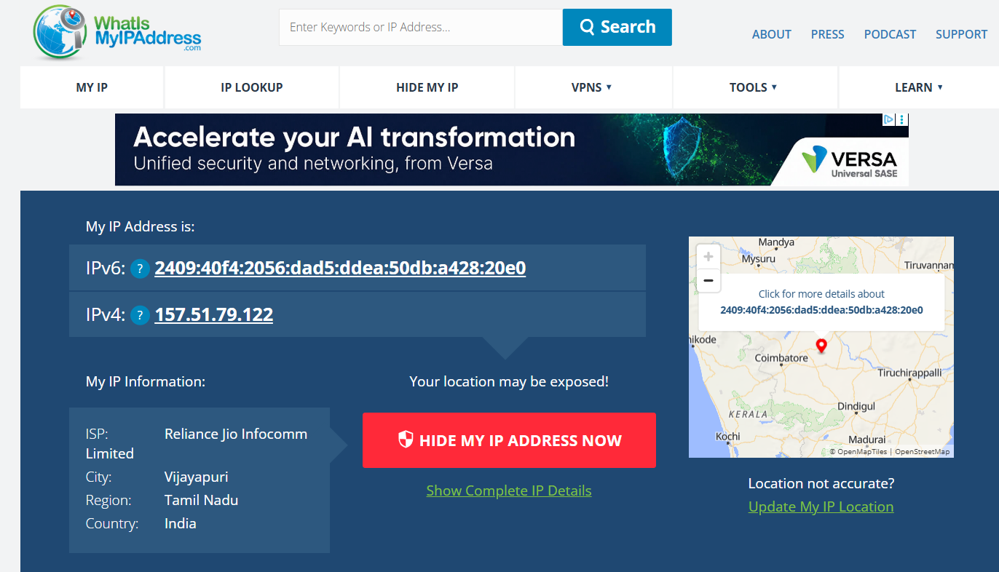 WhatIs
MyIPAddress
.com
Enter Keywords or IP Address...
Search
ABOUT PRESS PODCAST SUPPORT
MY IP IP LOOKUP HIDE MY IP VPNS TOOLS LEARN
Accelerate your AI transformation
Unified security and networking, from Versa
VERSA
Universal SASE
My IP Address is:
IPv6: ? 2409:40f4:2056:dad5:ddea:50db:a428:20e0
IPv4: ? 157.51.79.122
My IP Information:
ISP: Reliance Jio Infocomm
Limited
City: Vijayapuri
Region: Tamil Nadu
Country: India
Your location may be exposed!
HIDE MY IP ADDRESS NOW
Show Complete IP Details
Mandya
Mysuru
Tiruvannam
Click for more details about
2409:40f4:2056:dad5:ddea:50db:a428:20e0
hikode
Coimbatore
Tiruchirappalli
Dindigul
KERALA
Kochi
Madurai
© OpenMapTiles | OpenStreetMap
Location not accurate?
Update My IP Location